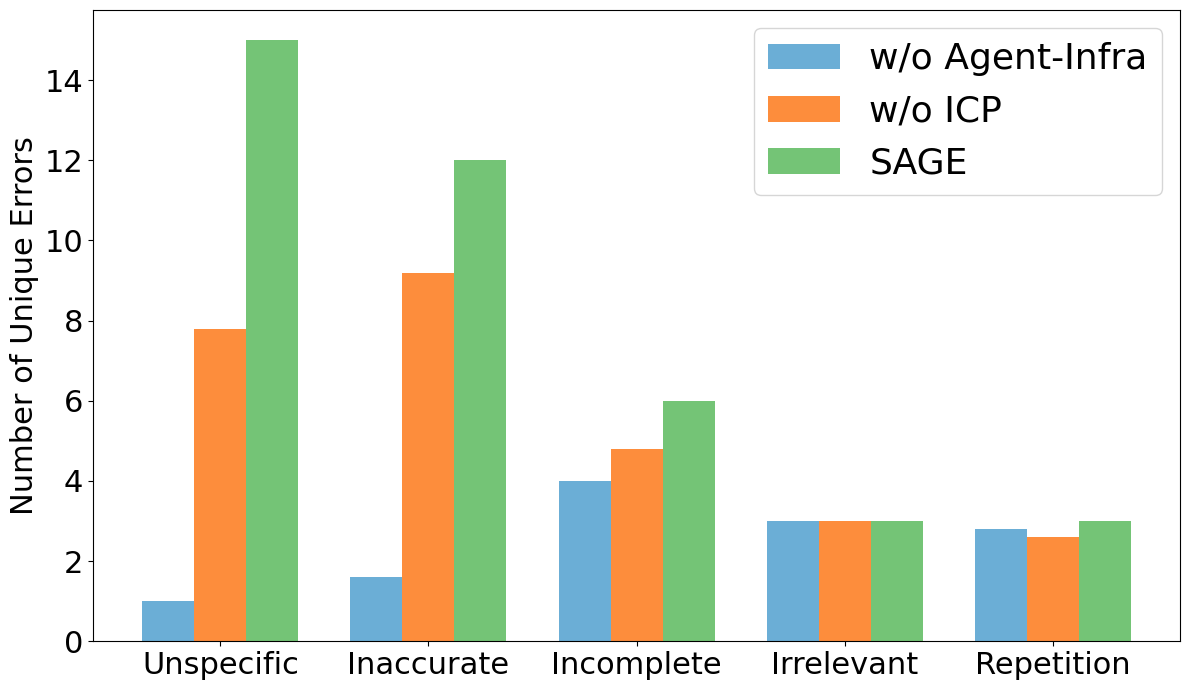 Number of Unique Errors
14
12
10
8
6
4
2
0
w/o Agent-Infra
w/o ICP
SAGE
Unspecific Inaccurate Incomplete Irrelevant Repetition